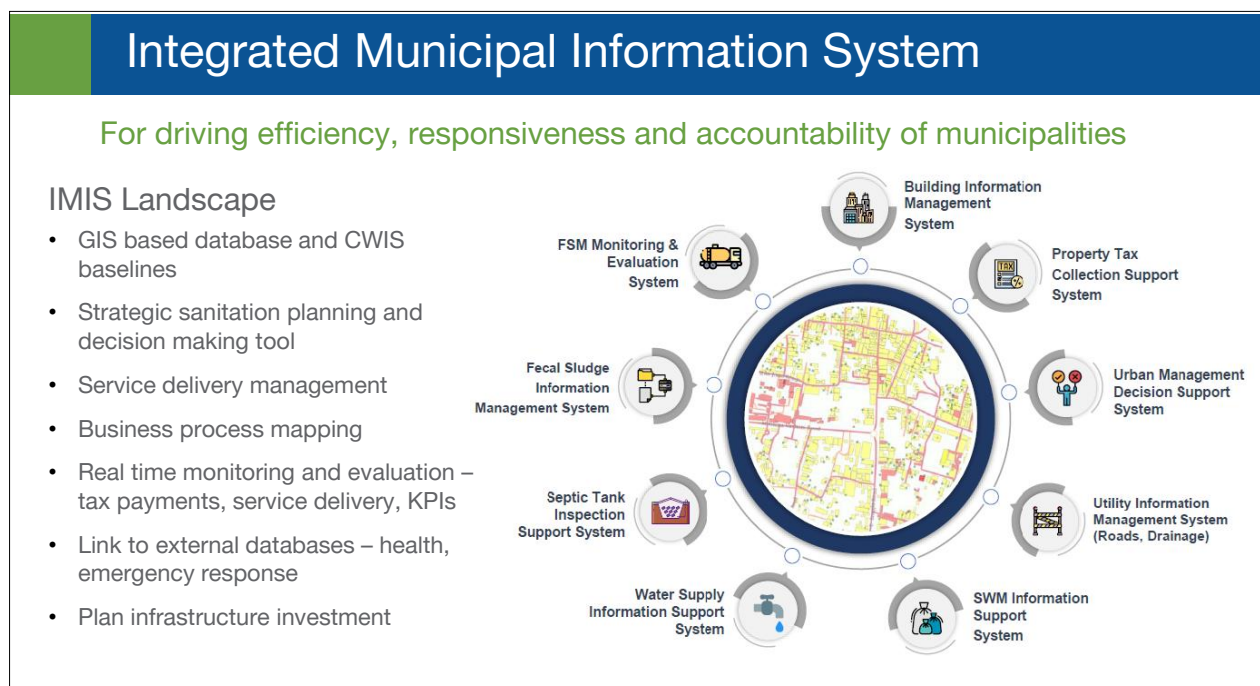 Integrated Municipal Information System
For driving efficiency, responsiveness and accountability of municipalities
IMIS Landscape
• GIS based database and CWIS
baselines
• Strategic sanitation planning and
decision making tool
• Service delivery management
• Business process mapping
• Real time monitoring and evaluation –
tax payments, service delivery, KPIs
• Link to external databases – health,
emergency response
• Plan infrastructure investment
Building Information
Management
System
Property Tax
Collection Support
System
TAX
Urban Management
Decision Support
System
Utility Information
Management System
(Roads, Drainage)
SWM Information
Support
System
Water Supply
Information Support
System
Septic Tank
Inspection
Support System
Fecal Sludge
Information
Management System
FSM Monitoring &
Evaluation
System